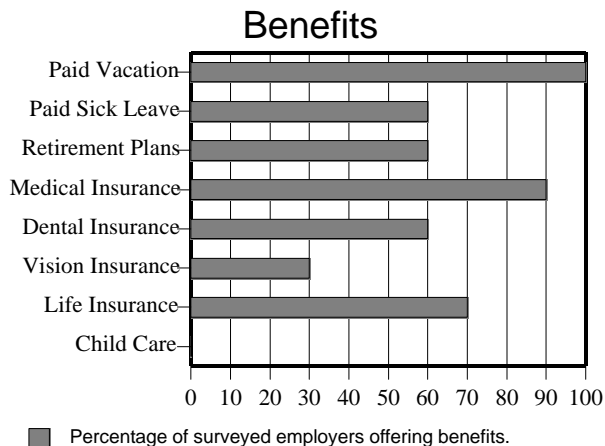 Benefits
Paid Vacation
Paid Sick Leave
Retirement Plans
Medical Insurance
Dental Insurance
Vision Insurance
Life Insurance
Child Care
0 10 20 30 40 50 60 70 80 90 100
Percentage of surveyed employers offering benefits.